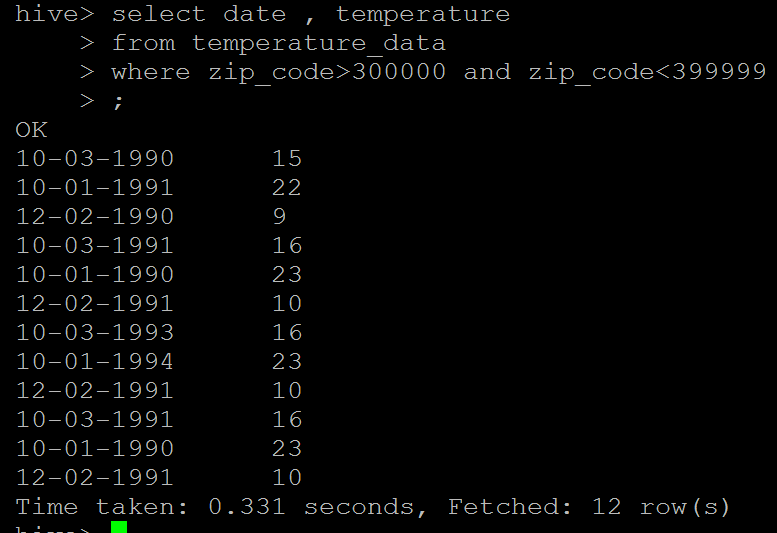 hive> select date , temperature
    > from temperature_data
    > where zip_code>300000 and zip_code<399999
    > ;
OK
10-03-1990      15
10-01-1991      22
12-02-1990      9
10-03-1991      16
10-01-1990      23
12-02-1991      10
10-03-1993      16
10-01-1994      23
12-02-1991      10
10-03-1991      16
10-01-1990      23
12-02-1991      10
Time taken: 0.331 seconds, Fetched: 12 row(s)
hive>